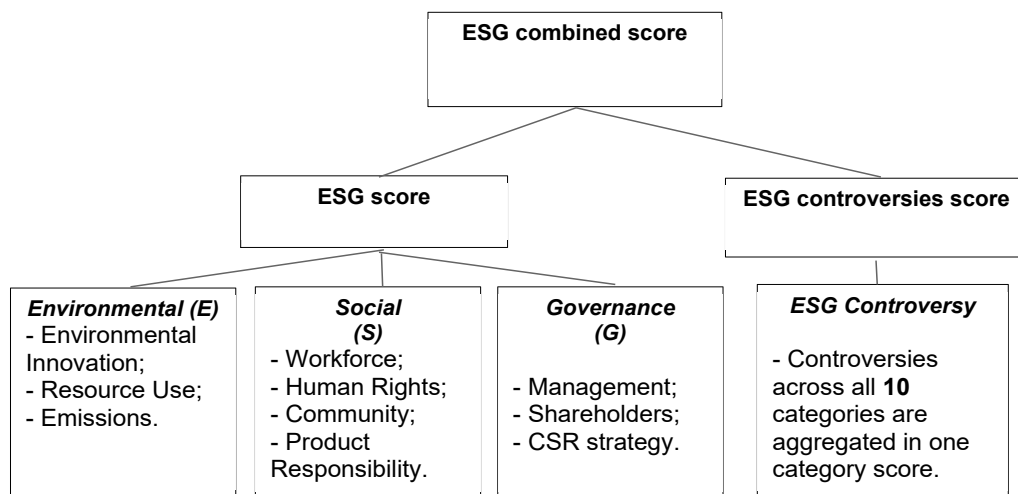 ESG combined score
ESG score
ESG controversies score
Environmental (E)
- Environmental
Innovation;
- Resource Use;
- Emissions.
Social
(S)
- Workforce;
- Human Rights;
- Community;
- Product
Responsibility.
Governance
(G)
- Management;
- Shareholders;
- CSR strategy.
ESG Controversy
- Controversies
across all 10
categories are
aggregated in one
category score.